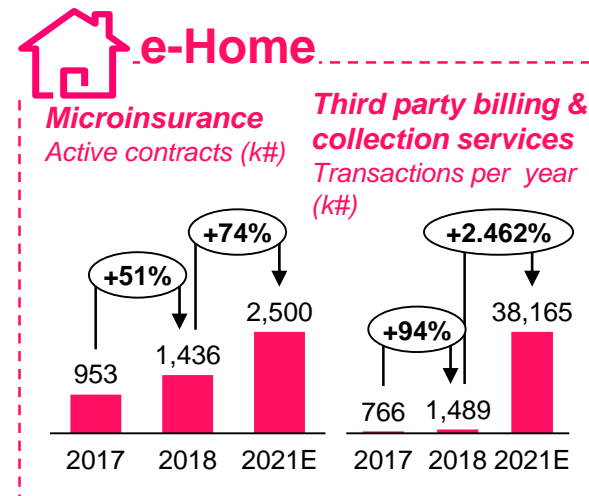 e-Home
Microinsurance
Active contracts (k#)
Third party billing &
collection services
Transactions per year
(k#)
+74%
+51%
2,500
1,436
953
2017 2018 2021E
+2.462%
38,165
+94%
766 1,489
2017 2018 2021E